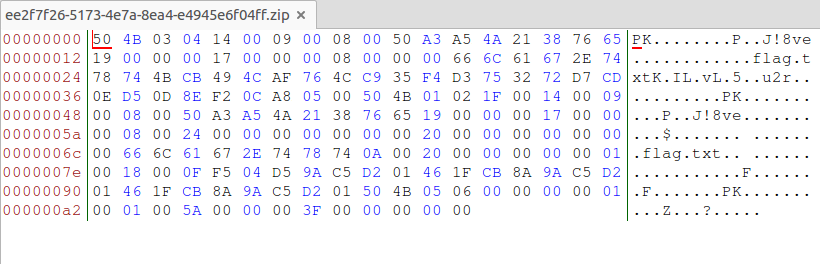 ee2f7f26-5173-4e7a-8ea4-e4945e6f04ff.zip ×
00000000 50 4B 03 04 14 00 09 00 08 00 50 A3 A5 4A 21 38 76 65 PK........P..J!8ve
00000012 19 00 00 00 17 00 00 00 08 00 00 00 66 6C 61 67 2E 74 ............flag.t
00000024 78 74 4B CB 49 4C AF 76 4C C9 35 F4 D3 75 32 72 D7 CD xtK.IL.vL.5..u2r..
00000036 0E D5 0D 8E F2 0C A8 05 00 50 4B 01 02 1F 00 14 00 09 .........PK.......
00000048 00 08 00 50 A3 A5 4A 21 38 76 65 19 00 00 00 17 00 00 ...P..J!8ve.......
0000005a 00 08 00 24 00 00 00 00 00 00 00 20 00 00 00 00 00 00 ...$....... ......
0000006c 00 66 6C 61 67 2E 74 78 74 0A 00 20 00 00 00 00 00 01 .flag.txt.. ......
0000007e 00 18 00 0F F5 04 D5 9A C5 D2 01 46 1F CB 8A 9A C5 D2 ...........F......
00000090 01 46 1F CB 8A 9A C5 D2 01 50 4B 05 06 00 00 00 00 01 .F.......PK.......
000000a2 00 01 00 5A 00 00 00 3F 00 00 00 00 00 ...Z...?.....